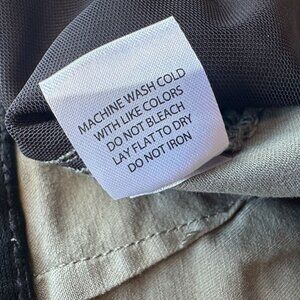 MACHINE WASH COLD
WITH LIKE COLORS
DO NOT BLEACH
LAY FLAT TO DRY
DO NOT IRON